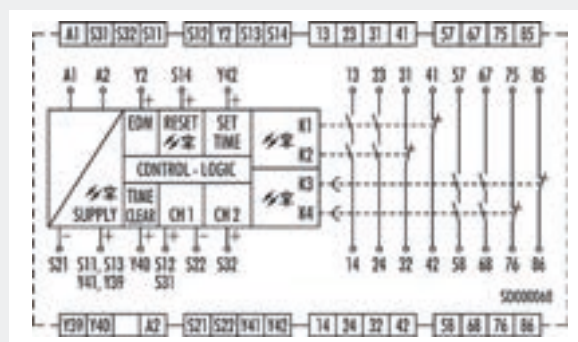 A1 S31 S32 S11 S12 Y2 S13 S14 13 23 31 41 57 67 75 85
A1 A2 Y2 S14 Y42 13 23 31 41 57 67 75 85
+ + +
EDM RESET SET TIME
K1
K2
CONTROL - LOGIC
K3
K4
SUPPLY TIME CLEAR CH 1 CH 2
- + + + - +
S21 S11, S13 Y40 S12 S22 S32 14 24 32 42 58 68 76 86
Y41, Y39 S31
SD000068
Y39 Y40 A2 S21 S22 Y41 Y42 14 24 32 42 58 68 76 86